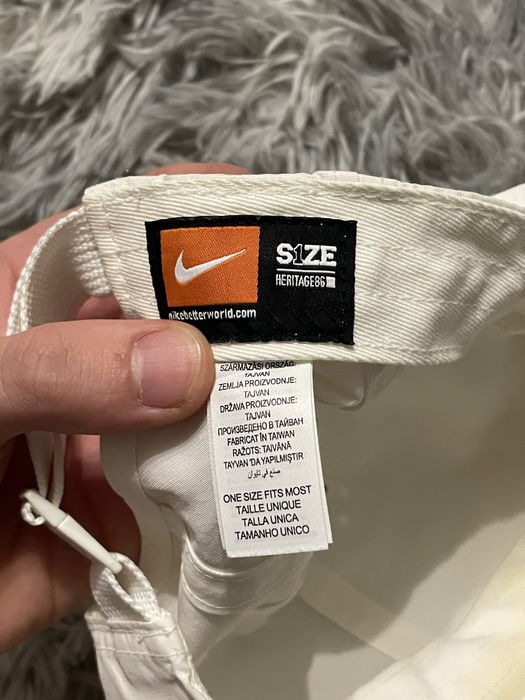 S1ZE
HERITAGE86
nikebetterworld.com
SZÁRMAZÁSI ORSZÁG:
TAJVAN
ZEMLJA PROIZVODNJE:
TAJVAN
DRŽAVA PROIZVODNJE:
TAJVAN
ПРОИЗВЕДЕНО В ТАЙВАН
FABRICAT ÎN TAIWAN
RAŽOTS: TAIVĀNĀ
TAYVAN'DA YAPILMIŞTIR
صنع في تايوان
ONE SIZE FITS MOST
TAILLE UNIQUE
TALLA UNICA
TAMANHO UNICO